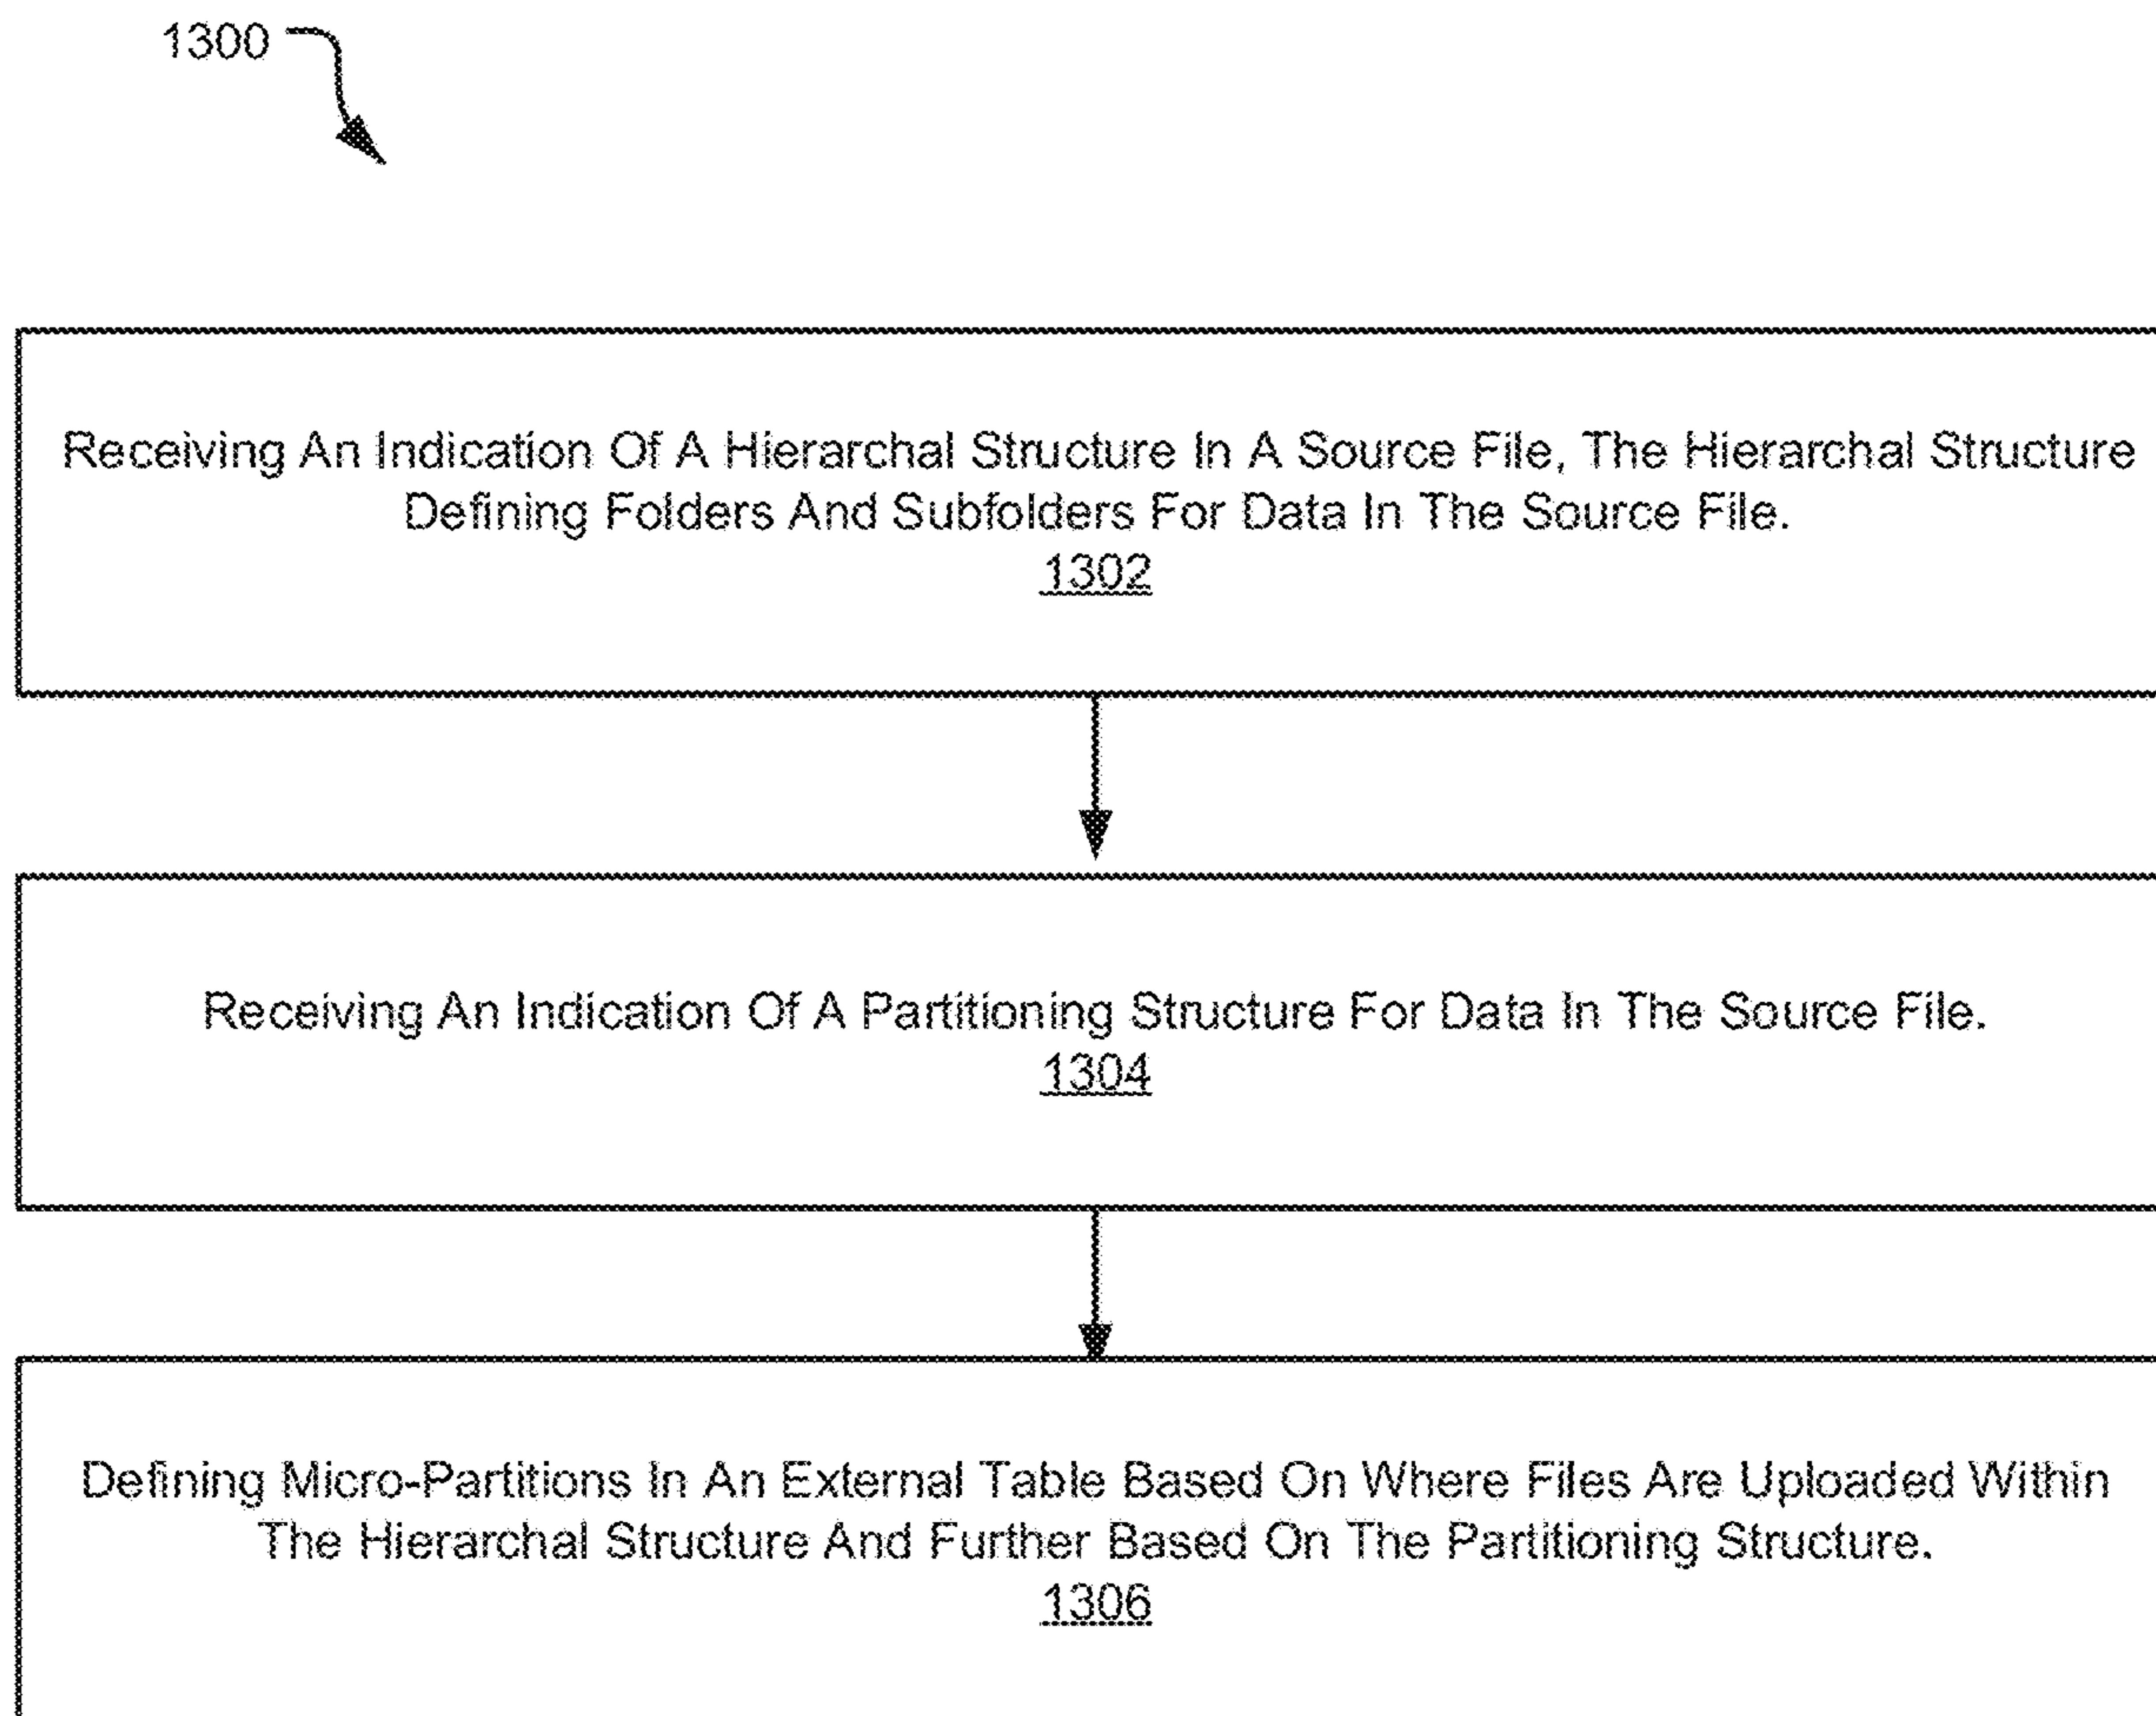 1300
Receiving An Indication Of A Hierarchal Structure In A Source File, The Hierarchal Structure
Defining Folders And Subfolders For Data In The Source File.
1302
Receiving An Indication Of A Partitioning Structure For Data In The Source File.
1304
Defining Micro-Partitions In An External Table Based On Where Files Are Uploaded Within
The Hierarchal Structure And Further Based On The Partitioning Structure.
1306